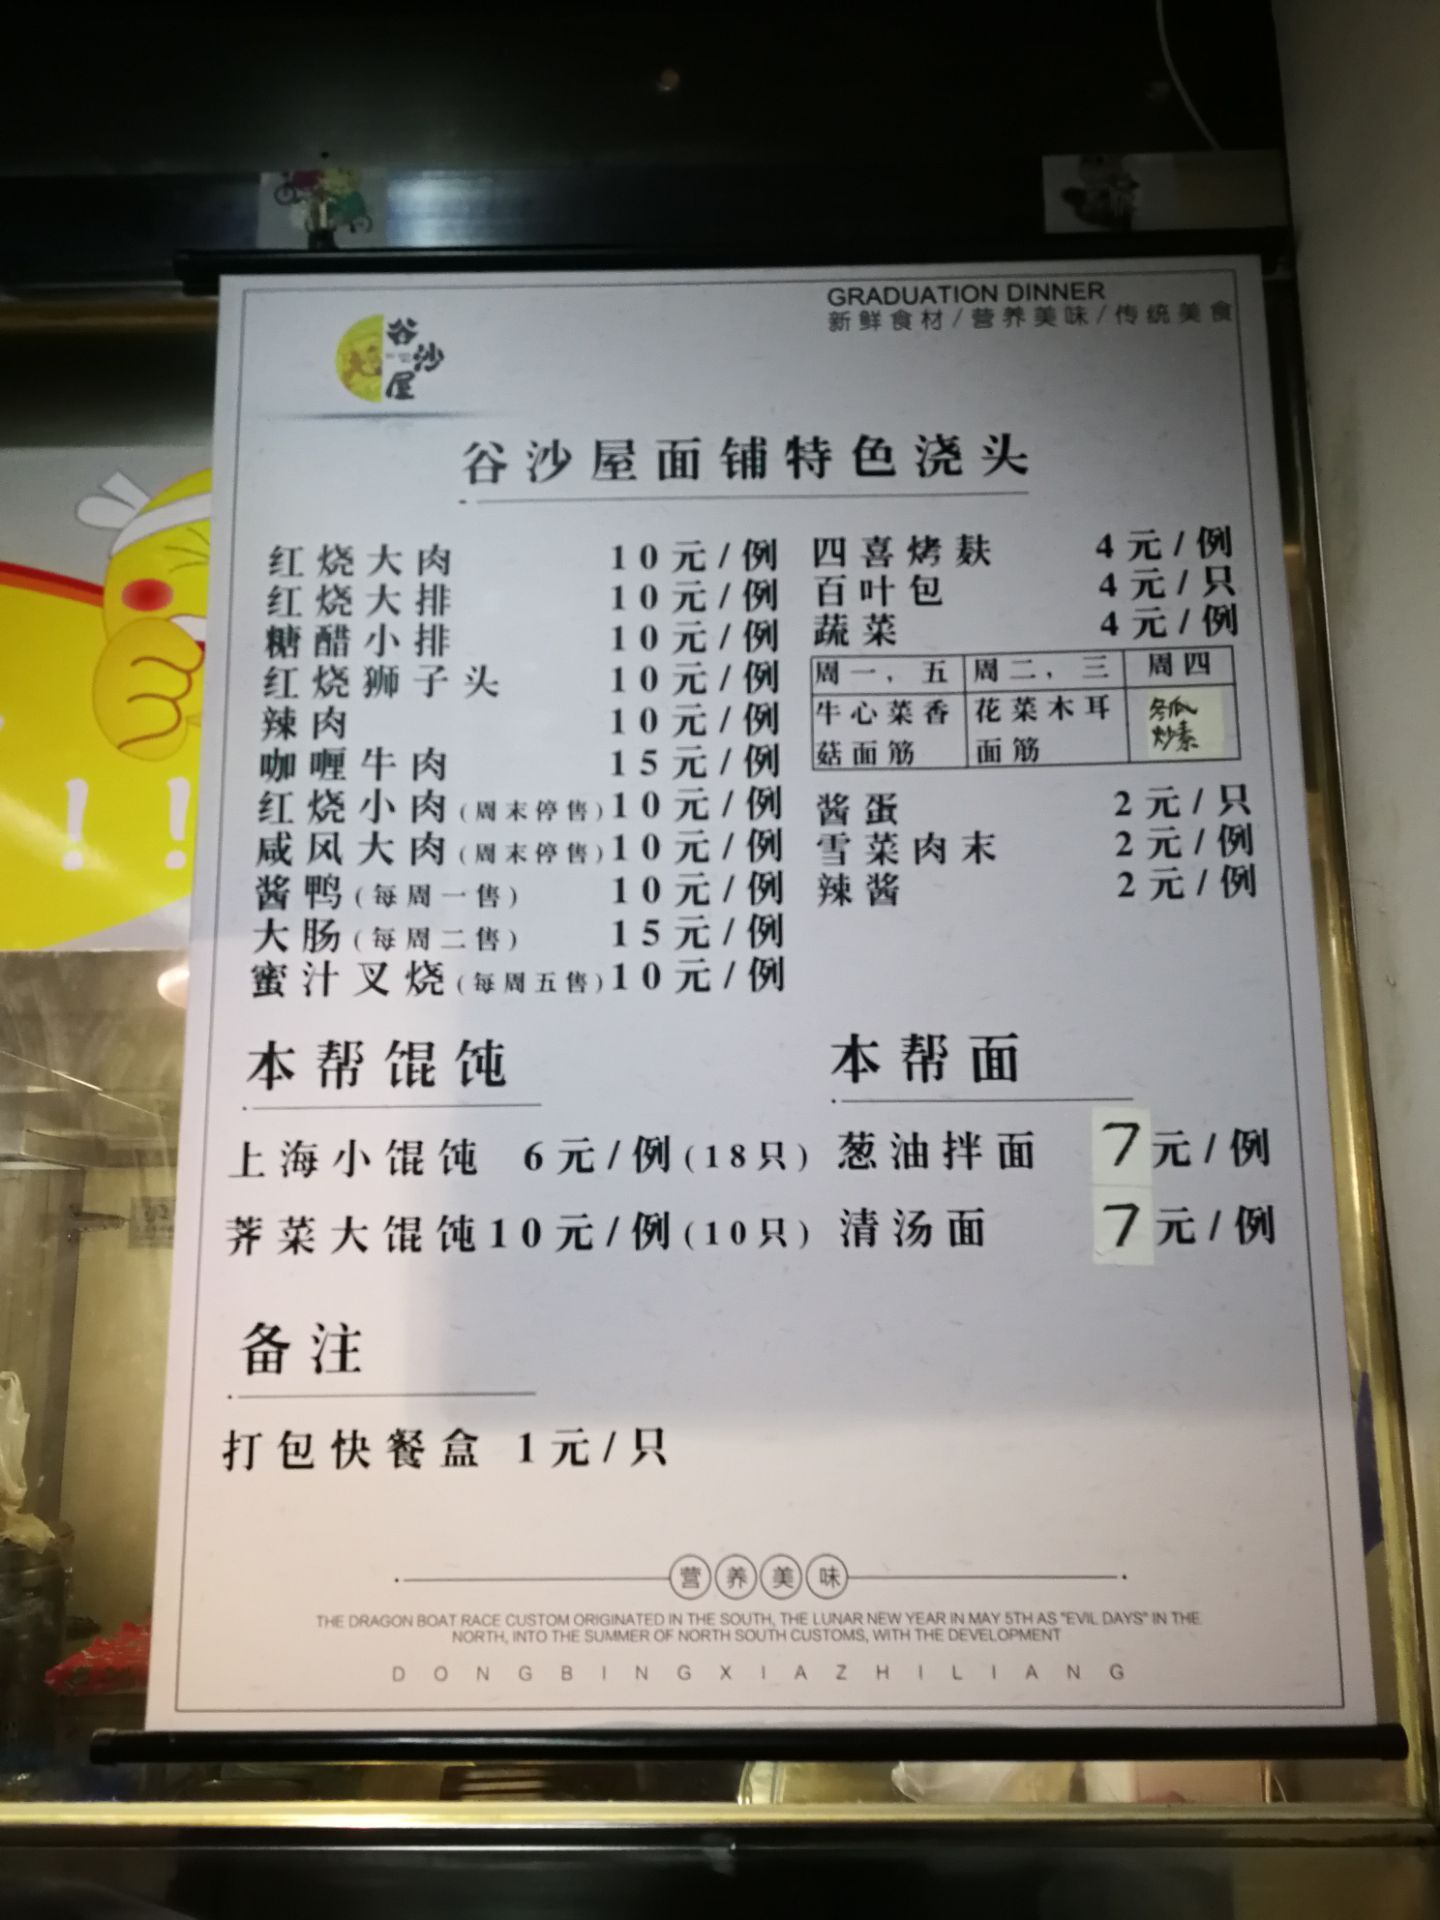 GRADUATION DINNER
新鲜食材/营养美味/传统美食
谷沙屋
谷沙屋面铺特色浇头
红烧大肉 10元/例
红烧大排 10元/例
糖醋小排 10元/例
红烧狮子头 10元/例
辣肉 10元/例
咖喱牛肉 15元/例
红烧小肉(周末停售)10元/例
咸风大肉(周末停售)10元/例
酱鸭(每周一售) 10元/例
大肠(每周二售) 15元/例
蜜汁叉烧(每周五售)10元/例
四喜烤麸 4元/例
百叶包 4元/只
蔬菜 4元/例
周一,五 周二,三 周四
牛心菜香菇面筋 花菜木耳面筋 冬瓜炒素
酱蛋 2元/只
雪菜肉末 2元/例
辣酱 2元/例
本帮馄饨
上海小馄饨 6元/例(18只)
荠菜大馄饨10元/例(10只)
本帮面
葱油拌面 7元/例
清汤面 7元/例
备注
打包快餐盒 1元/只
营养美味
THE DRAGON BOAT RACE CUSTOM ORIGINATED IN THE SOUTH, THE LUNAR NEW YEAR IN MAY 5TH AS "EVIL DAYS" IN THE
NORTH, INTO THE SUMMER OF NORTH SOUTH CUSTOMS, WITH THE DEVELOPMENT
DONGBINGXIAZHILIANG
!!